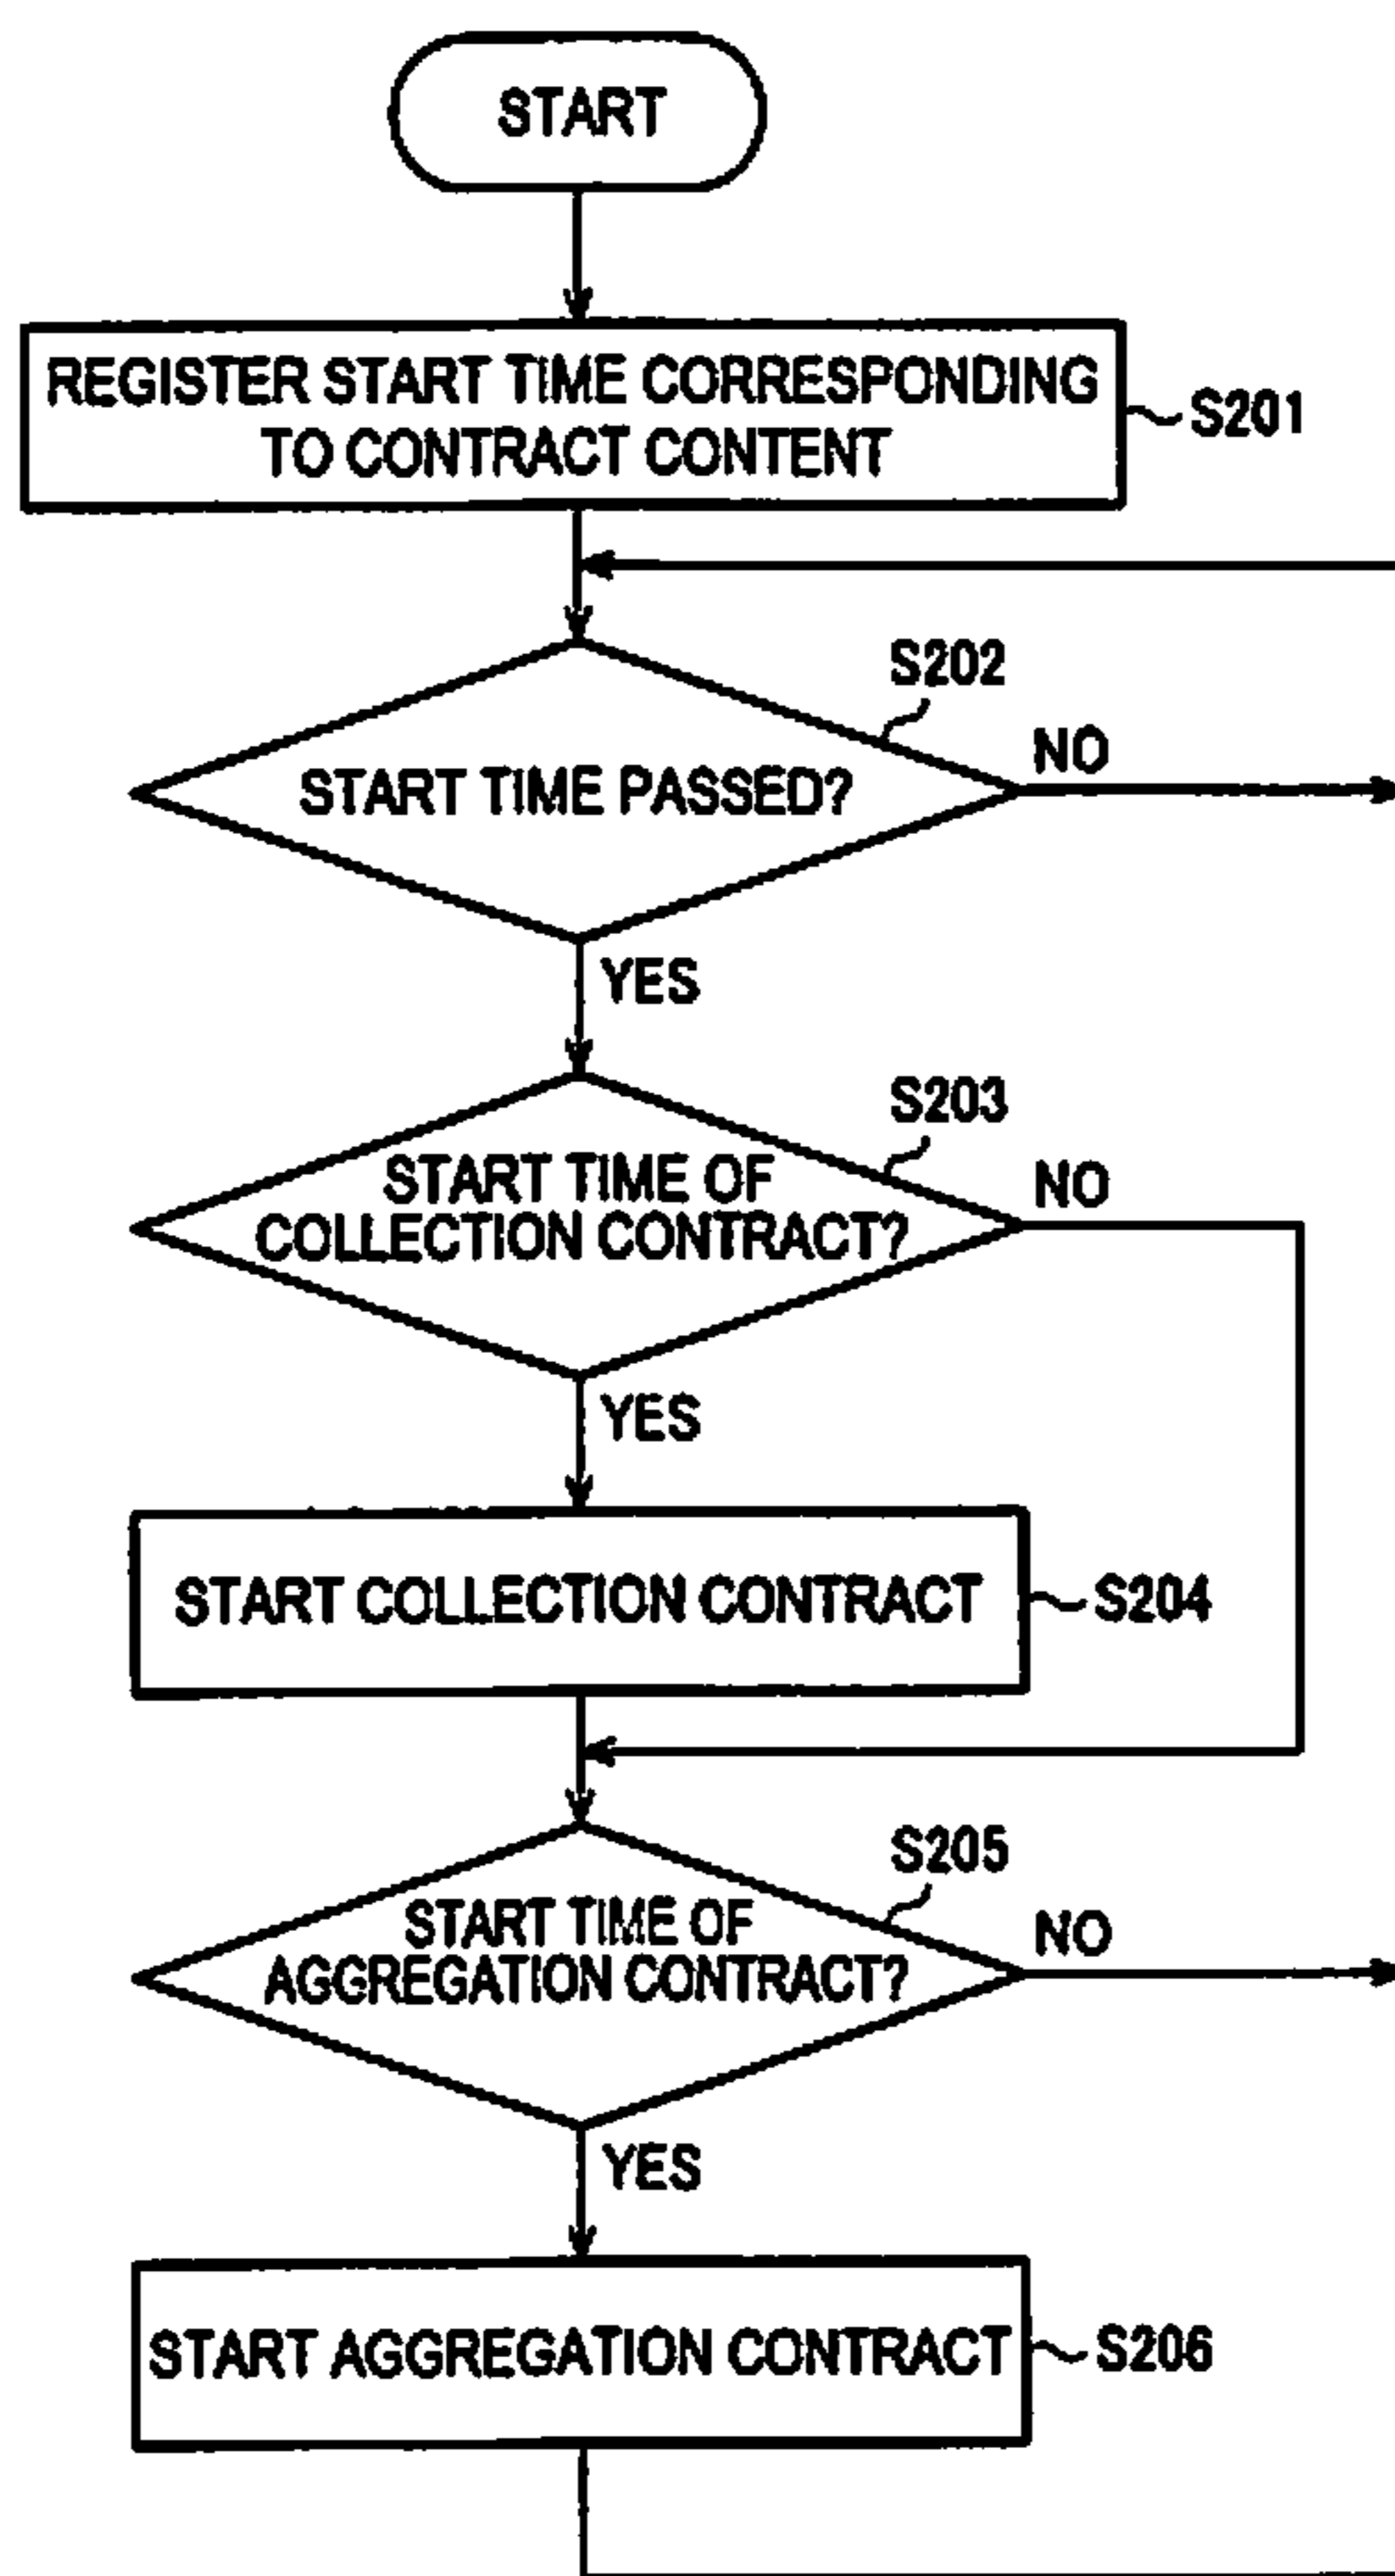 START
REGISTER START TIME CORRESPONDING
TO CONTRACT CONTENT
S201
S202
START TIME PASSED?
NO
YES
S203
START TIME OF
COLLECTION CONTRACT?
NO
YES
START COLLECTION CONTRACT
S204
S205
START TIME OF
AGGREGATION CONTRACT?
NO
YES
START AGGREGATION CONTRACT
S206